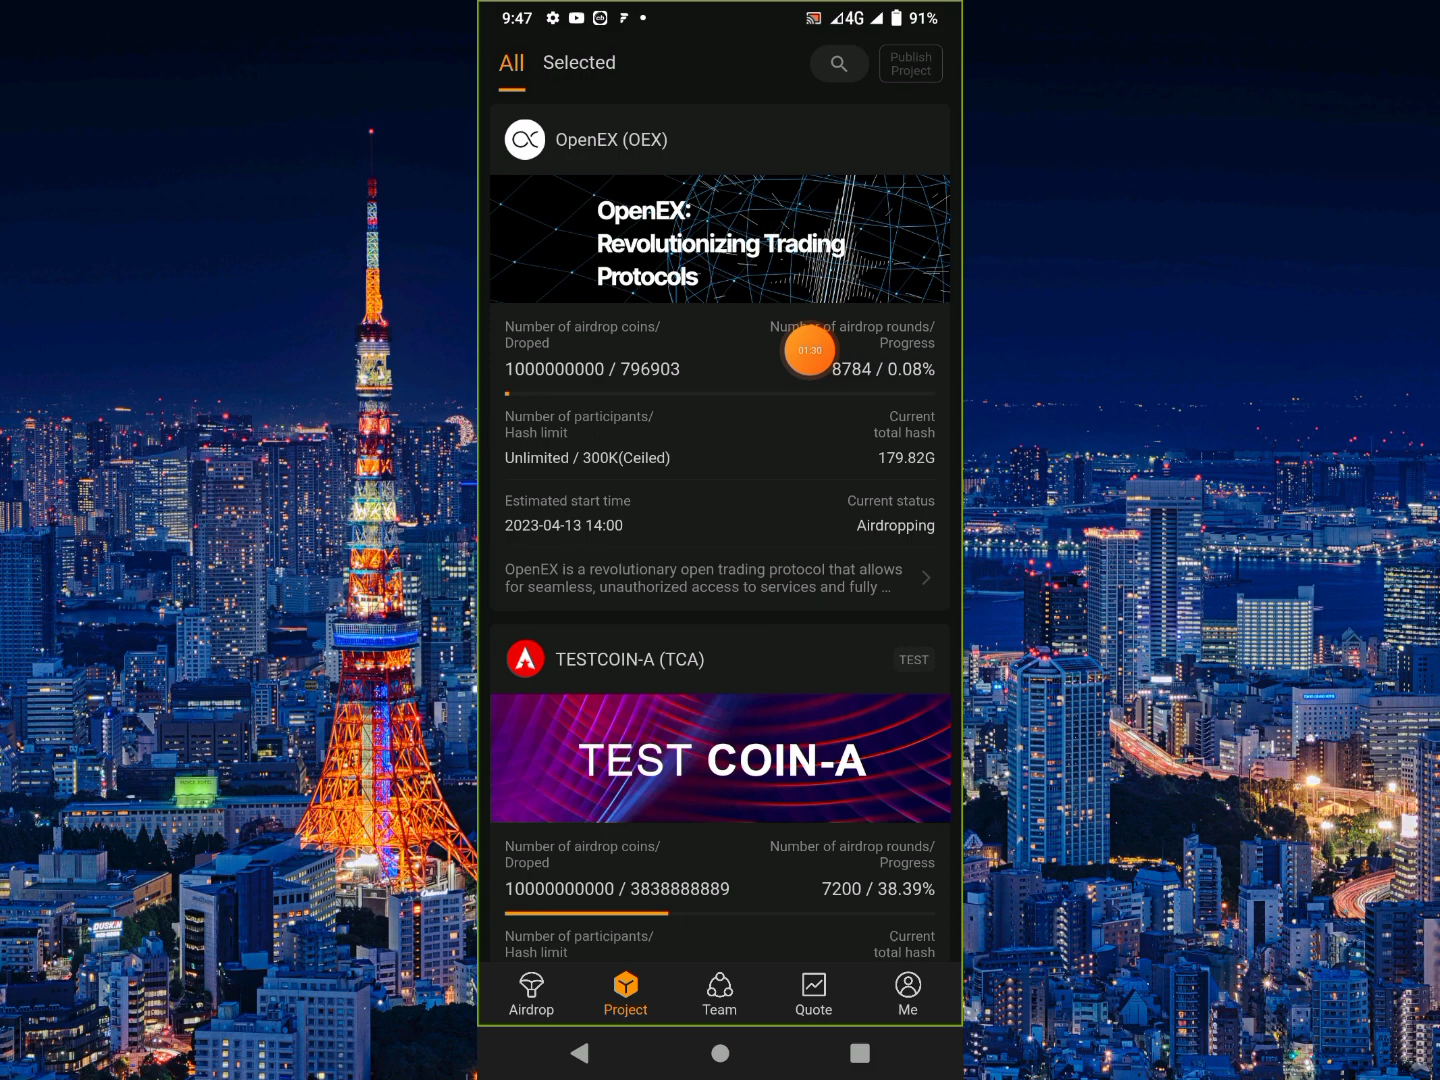 9:47
4G 91%
All Selected
Publish
Project
OpenEX (OEX)
OpenEX:
Revolutionizing Trading
Protocols
Number of airdrop coins/
Droped
1000000000 / 796903
Number of airdrop rounds/
Progress
01:30
8784 / 0.08%
Number of participants/
Hash limit
Unlimited / 300K(Ceiled)
Current
total hash
179.82G
Estimated start time
2023-04-13 14:00
Current status
Airdropping
OpenEX is a revolutionary open trading protocol that allows
for seamless, unauthorized access to services and fully ...
TESTCOIN-A (TCA)
TEST
TEST COIN-A
Number of airdrop coins/
Droped
10000000000 / 3838888889
Number of airdrop rounds/
Progress
7200 / 38.39%
Number of participants/
Hash limit
Current
total hash
Airdrop
Project
Team
Quote
Me
DUSKIN